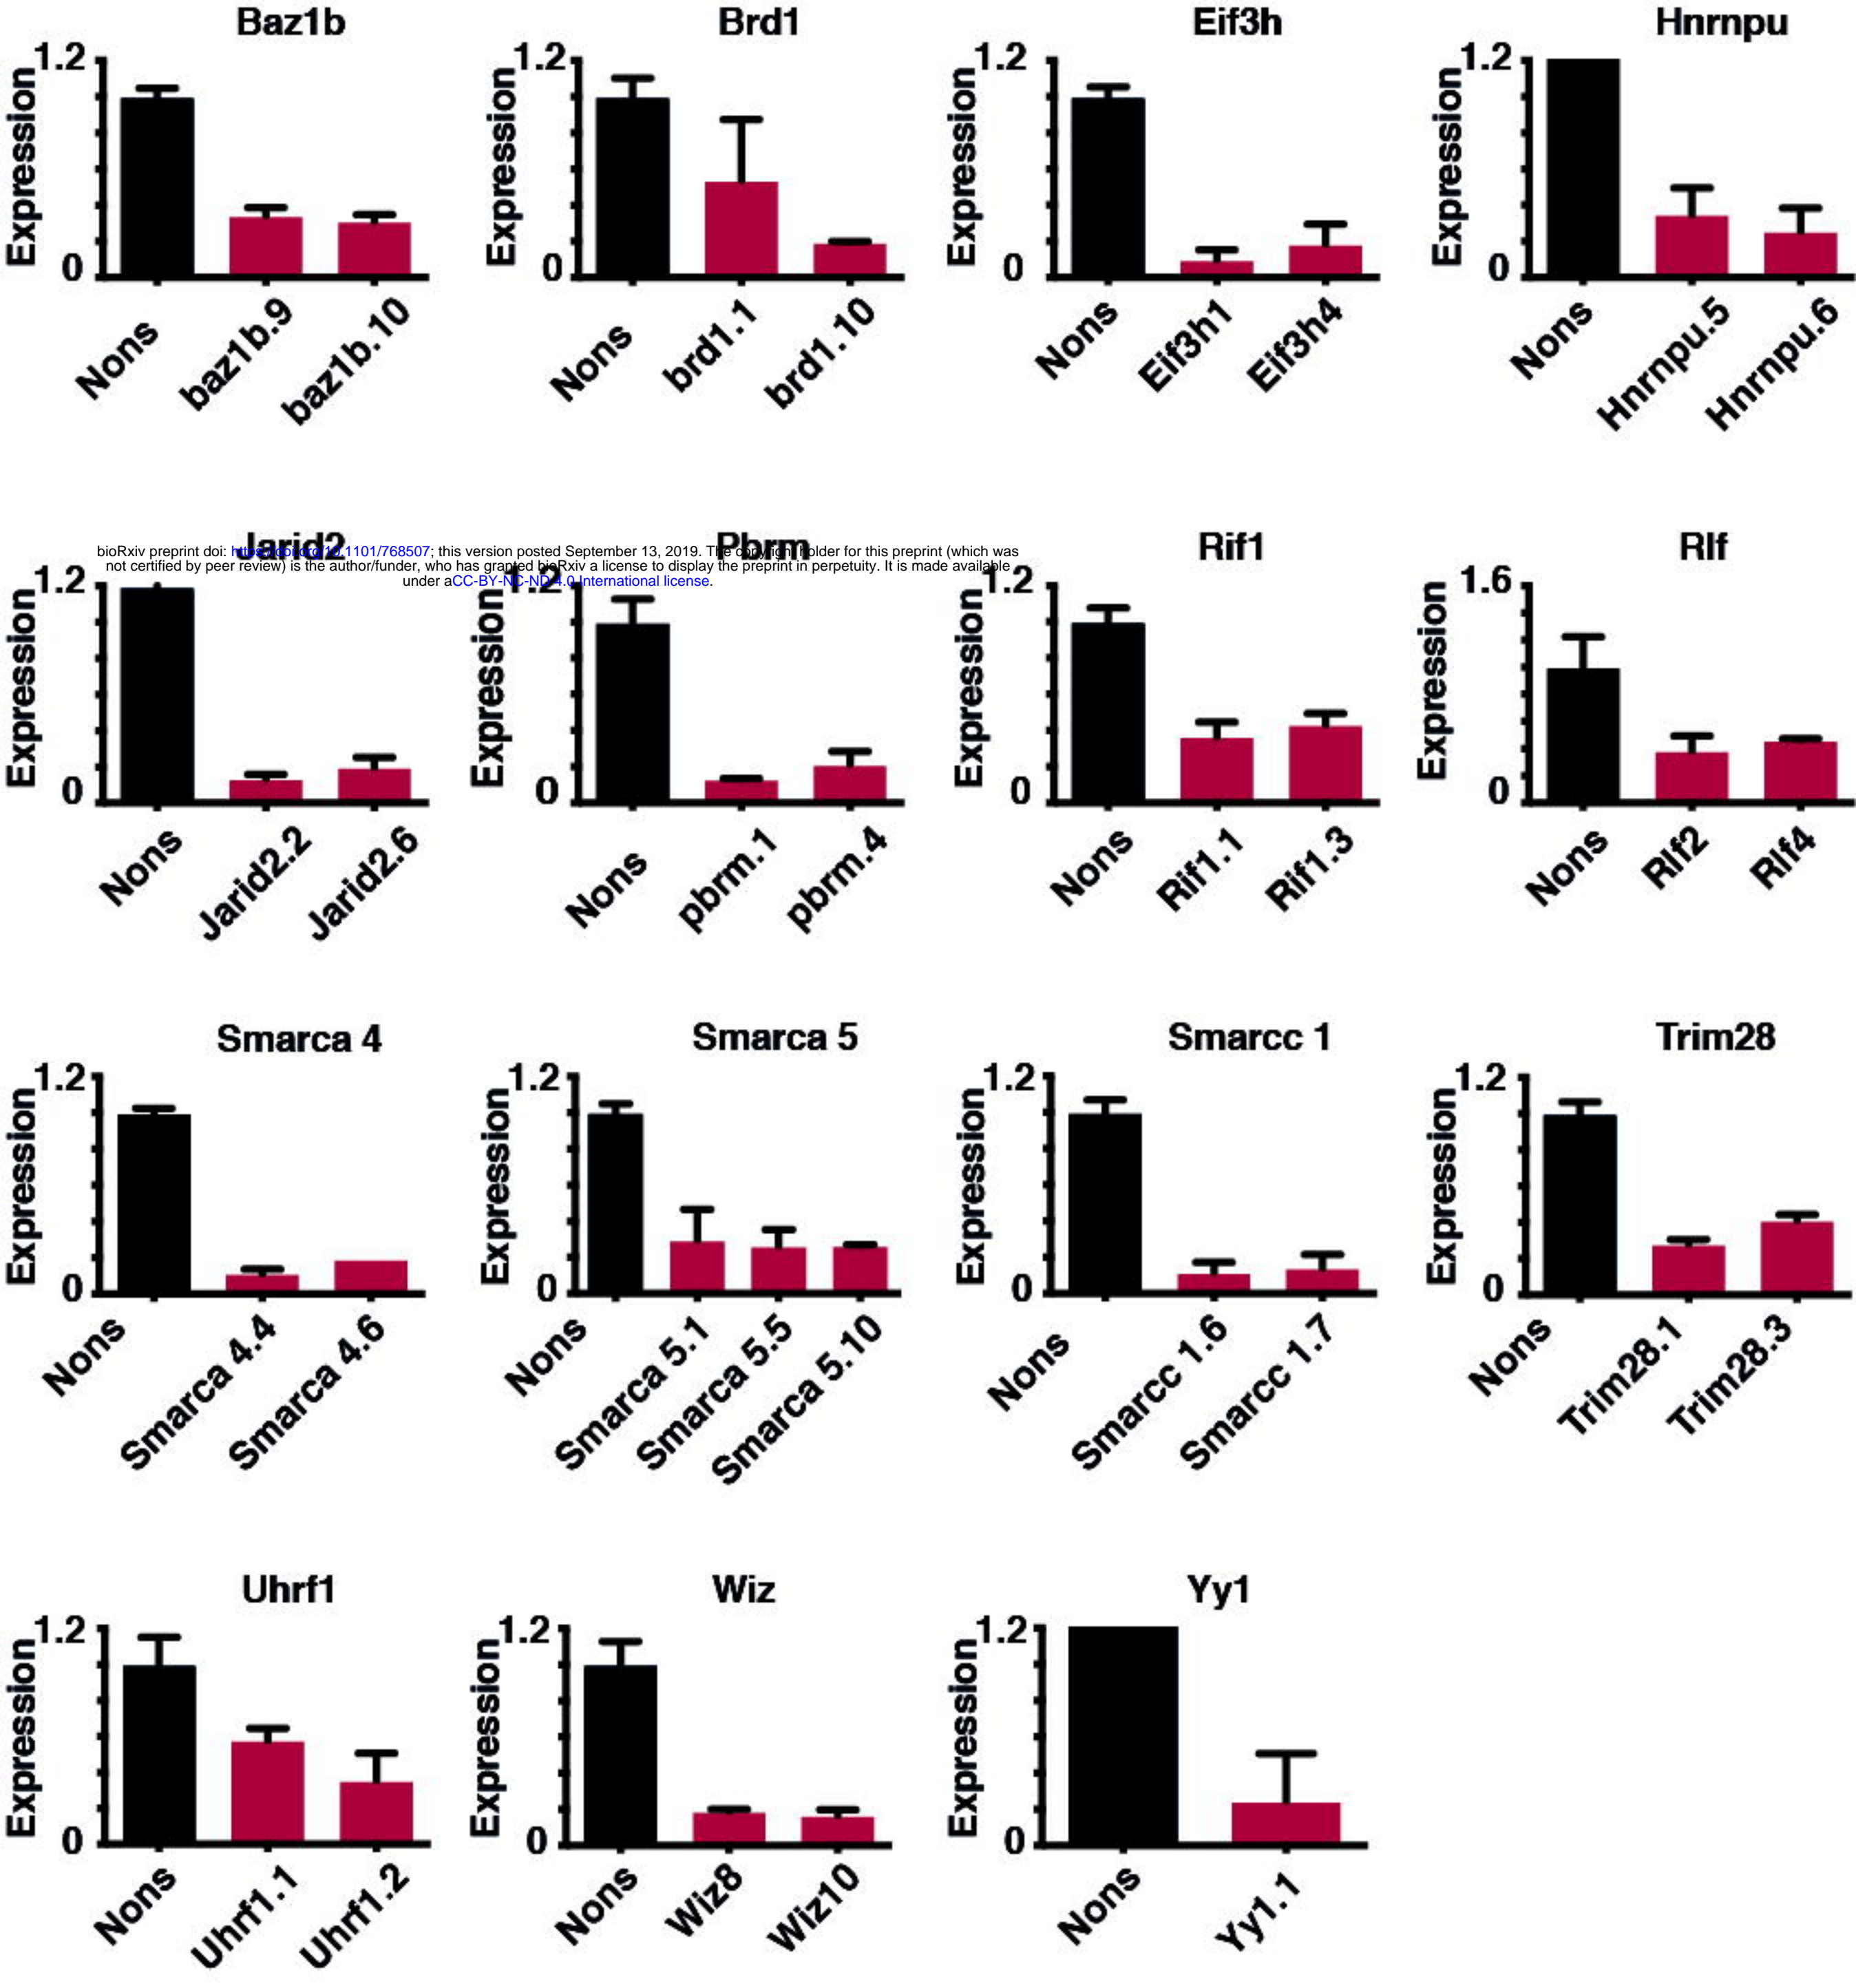 Baz1b
Brd1
Eif3h
Hnrnpu
Expression
1.2
0
Nons
baz1b.9
baz1b.10
Expression
1.2
0
Nons
brd1.1
brd1.10
Expression
1.2
0
Nons
Eif3h1
Eif3h4
Expression
1.2
0
Nons
Hnrnpu.5
Hnrnpu.6
Jarid2
Pbrm
Rif1
Rlf
bioRxiv preprint doi: https://doi.org/10.1101/768507; this version posted September 13, 2019. The copyright holder for this preprint (which was
not certified by peer review) is the author/funder, who has granted bioRxiv a license to display the preprint in perpetuity. It is made available
under aCC-BY-NC-ND 4.0 International license.
Expression
1.2
0
Nons
Jarid2.2
Jarid2.6
Expression
1.2
0
Nons
pbrm.1
pbrm.4
Expression
1.2
0
Nons
Rif1.1
Rif1.3
Expression
1.6
0
Nons
Rlf2
Rlf4
Smarca 4
Smarca 5
Smarcc 1
Trim28
Expression
1.2
0
Nons
Smarca 4.4
Smarca 4.6
Expression
1.2
0
Nons
Smarca 5.1
Smarca 5.5
Smarca 5.10
Expression
1.2
0
Nons
Smarcc 1.6
Smarcc 1.7
Expression
1.2
0
Nons
Trim28.1
Trim28.3
Uhrf1
Wiz
Yy1
Expression
1.2
0
Nons
Uhrf1.1
Uhrf1.2
Expression
1.2
0
Nons
Wiz8
Wiz10
Expression
1.2
0
Nons
Yy1.1